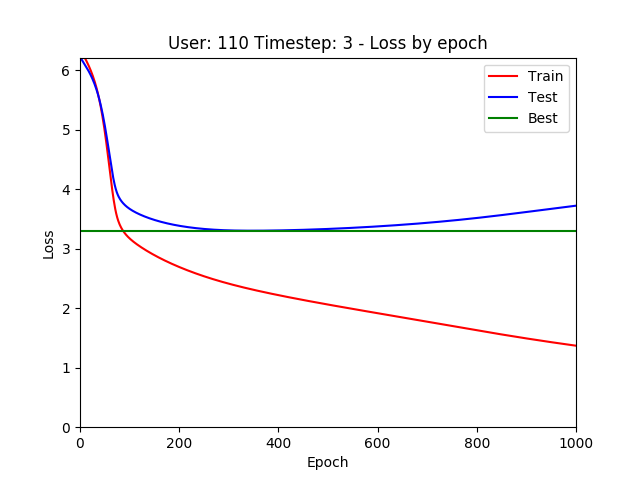 User: 110 Timestep: 3 - Loss by epoch
Train
Test
Best
6
5
4
3
2
1
0
Loss
0 200 400 600 800 1000
Epoch